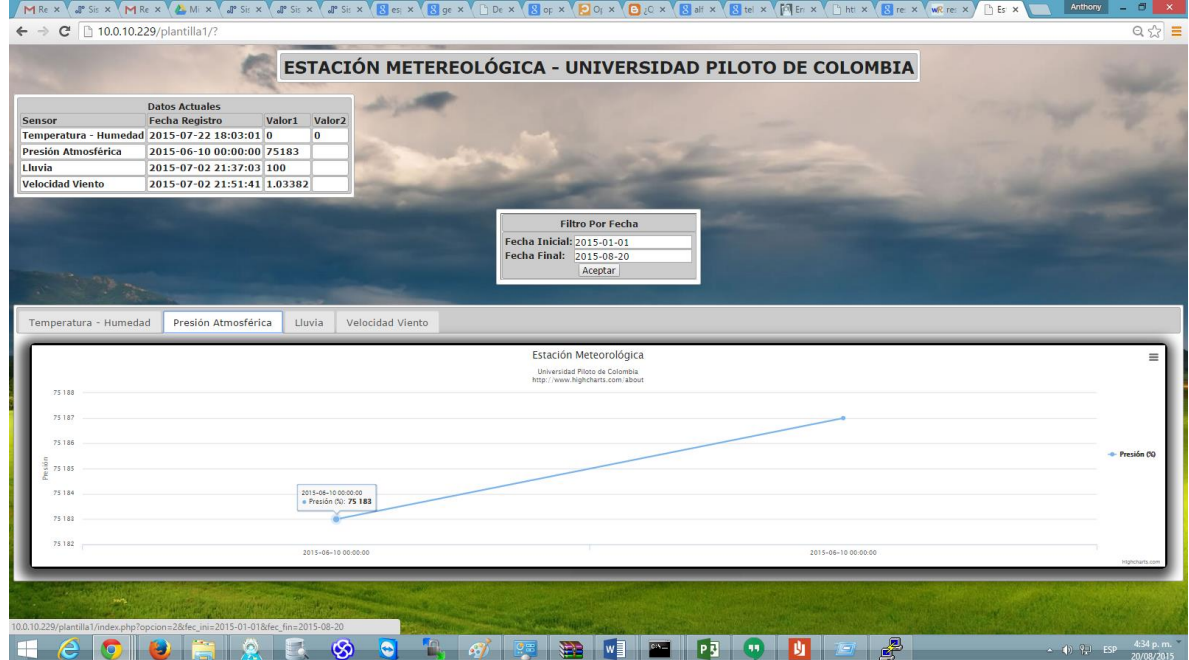 Anthony
10.0.10.229/plantilla1/?
ESTACIÓN METEREOLÓGICA - UNIVERSIDAD PILOTO DE COLOMBIA
Datos Actuales
Sensor Fecha Registro Valor1 Valor2
Temperatura - Humedad 2015-07-22 18:03:01 0 0
Presión Atmosférica 2015-06-10 00:00:00 75183
Lluvia 2015-07-02 21:37:03 100
Velocidad Viento 2015-07-02 21:51:41 1.03382
Filtro Por Fecha
Fecha Inicial: 2015-01-01
Fecha Final: 2015-08-20
Aceptar
Temperatura - Humedad Presión Atmosférica Lluvia Velocidad Viento
Estación Meteorológica
Universidad Piloto de Colombia
http://www.highcharts.com/about
75 188
75 187
75 186
75 185
75 184
75 183
75 182
Presión
2015-06-10 00:00:00
Presión (%): 75 183
Presión (%)
2015-06-10 00:00:00 2015-06-10 00:00:00
Highcharts.com
10.0.10.229/plantilla1/index.php?opcion=2&fec_ini=2015-01-01&fec_fin=2015-08-20
ESP
4:34 p. m.
20/08/2015